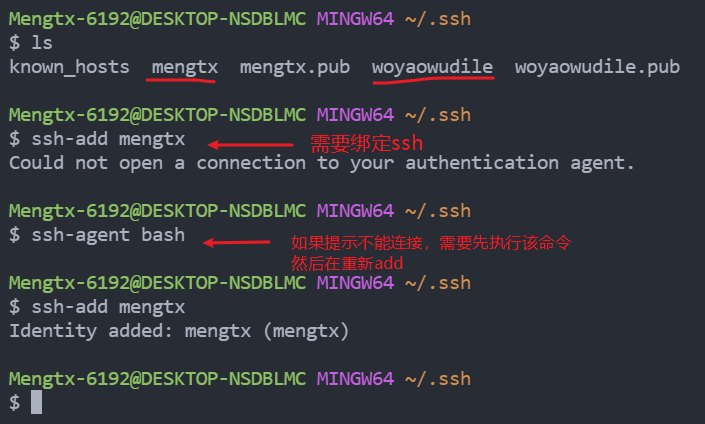 Mengtx-6192@DESKTOP-NSDBLMC MINGW64 ~/.ssh
$ ls
known_hosts mengtx mengtx.pub woyaowudile woyaowudile.pub
Mengtx-6192@DESKTOP-NSDBLMC MINGW64 ~/.ssh
$ ssh-add mengtx 需要绑定ssh
Could not open a connection to your authentication agent.
Mengtx-6192@DESKTOP-NSDBLMC MINGW64 ~/.ssh
$ ssh-agent bash 如果提示不能连接，需要先执行该命令
然后在重新add
Mengtx-6192@DESKTOP-NSDBLMC MINGW64 ~/.ssh
$ ssh-add mengtx
Identity added: mengtx (mengtx)
Mengtx-6192@DESKTOP-NSDBLMC MINGW64 ~/.ssh
$